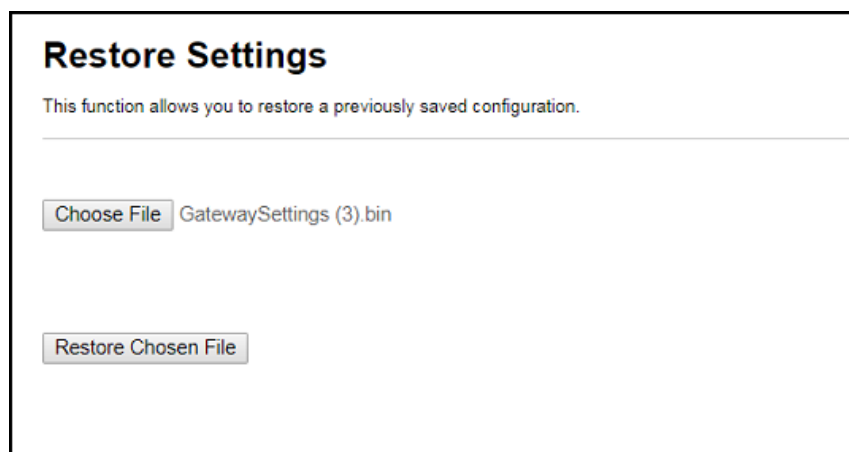 Restore Settings
This function allows you to restore a previously saved configuration.
Choose File GatewaySettings (3).bin
Restore Chosen File